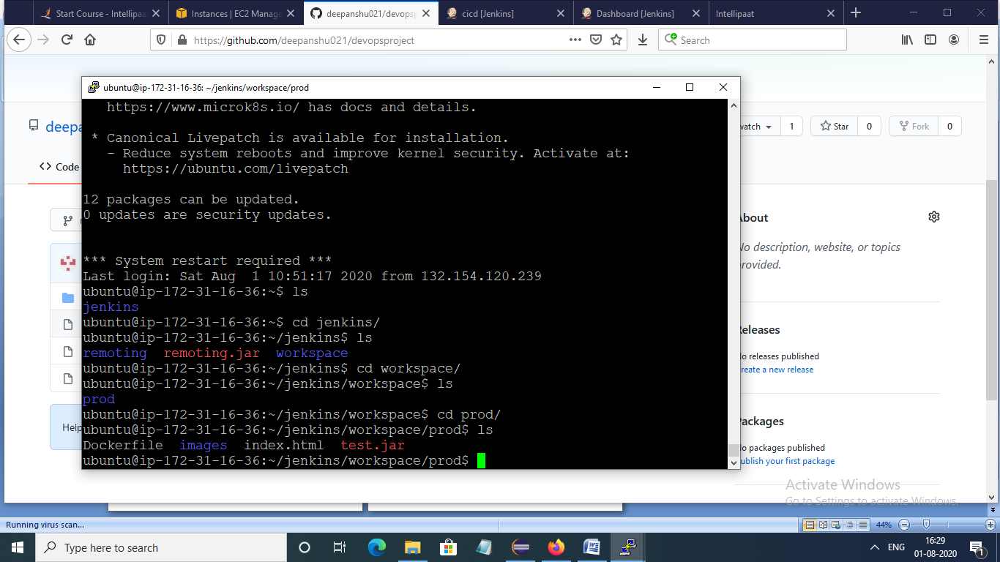 Start Course - Intellipaa
Instances | EC2 Manage
deepanshu021/devopsp
cicd [Jenkins]
Dashboard [Jenkins]
Intellipaat
https://github.com/deepanshu021/devopsproject
Search
ubuntu@ip-172-31-16-36: ~/jenkins/workspace/prod
https://www.microk8s.io/ has docs and details.
* Canonical Livepatch is available for installation.
- Reduce system reboots and improve kernel security. Activate at:
https://ubuntu.com/livepatch
12 packages can be updated.
0 updates are security updates.
*** System restart required ***
Last login: Sat Aug  1 10:51:17 2020 from 132.154.120.239
ubuntu@ip-172-31-16-36:~$ ls
jenkins
ubuntu@ip-172-31-16-36:~$ cd jenkins/
ubuntu@ip-172-31-16-36:~/jenkins$ ls
remoting  remoting.jar  workspace
ubuntu@ip-172-31-16-36:~/jenkins$ cd workspace/
ubuntu@ip-172-31-16-36:~/jenkins/workspace$ ls
prod
ubuntu@ip-172-31-16-36:~/jenkins/workspace$ cd prod/
ubuntu@ip-172-31-16-36:~/jenkins/workspace/prod$ ls
Dockerfile  images  index.html  test.jar
ubuntu@ip-172-31-16-36:~/jenkins/workspace/prod$
deepa
Code
Help
watch 1
Star 0
Fork 0
About
No description, website, or topics
provided.
Releases
No releases published
Create a new release
Packages
No packages published
Publish your first package
Activate Windows
Go to Settings to activate Windows.
Running virus scan...
44%
Type here to search
ENG
16:29
01-08-2020
1